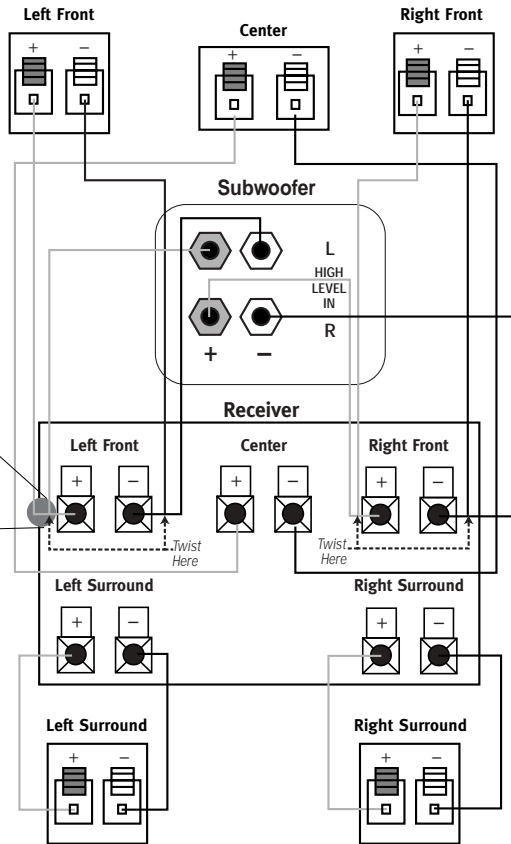 Left Front
Center
Right Front
+ –
+ –
+ –
Subwoofer
L
HIGH
LEVEL
IN
R
+ –
Receiver
Left Front
Center
Right Front
+ –
+ –
+ –
Twist
Here
Twist
Here
Left Surround
Right Surround
+ –
+ –
Left Surround
Right Surround
+ –
+ –